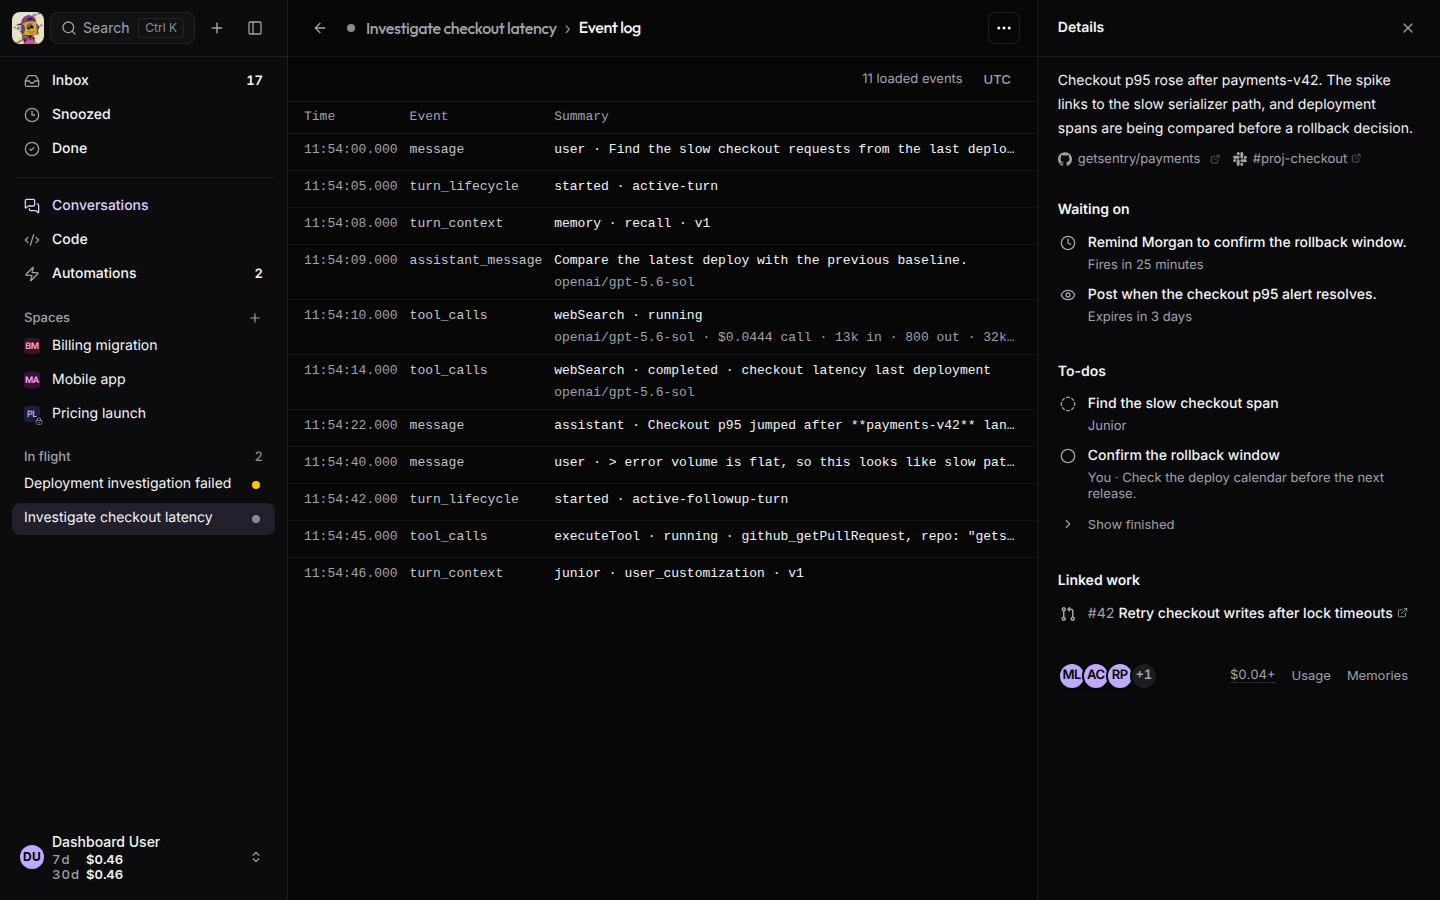 Search Ctrl K
Inbox 17
Snoozed
Done
Conversations
Code
Automations 2
Spaces
BM Billing migration
MA Mobile app
PL Pricing launch
In flight 2
Deployment investigation failed
Investigate checkout latency
DU Dashboard User
7d $0.46
30d $0.46
Investigate checkout latency › Event log
11 loaded events UTC
Time Event Summary
11:54:00.000 message user · Find the slow checkout requests from the last deplo…
11:54:05.000 turn_lifecycle started · active-turn
11:54:08.000 turn_context memory · recall · v1
11:54:09.000 assistant_message Compare the latest deploy with the previous baseline.
openai/gpt-5.6-sol
11:54:10.000 tool_calls webSearch · running
openai/gpt-5.6-sol · $0.0444 call · 13k in · 800 out · 32k…
11:54:14.000 tool_calls webSearch · completed · checkout latency last deployment
openai/gpt-5.6-sol
11:54:22.000 message assistant · Checkout p95 jumped after **payments-v42** lan…
11:54:40.000 message user · > error volume is flat, so this looks like slow pat…
11:54:42.000 turn_lifecycle started · active-followup-turn
11:54:45.000 tool_calls executeTool · running · github_getPullRequest, repo: "gets…
11:54:46.000 turn_context junior · user_customization · v1
Details
Checkout p95 rose after payments-v42. The spike
links to the slow serializer path, and deployment
spans are being compared before a rollback decision.
getsentry/payments #proj-checkout
Waiting on
Remind Morgan to confirm the rollback window.
Fires in 25 minutes
Post when the checkout p95 alert resolves.
Expires in 3 days
To-dos
Find the slow checkout span
Junior
Confirm the rollback window
You · Check the deploy calendar before the next
release.
Show finished
Linked work
#42 Retry checkout writes after lock timeouts
ML AC RP +1 $0.04+ Usage Memories